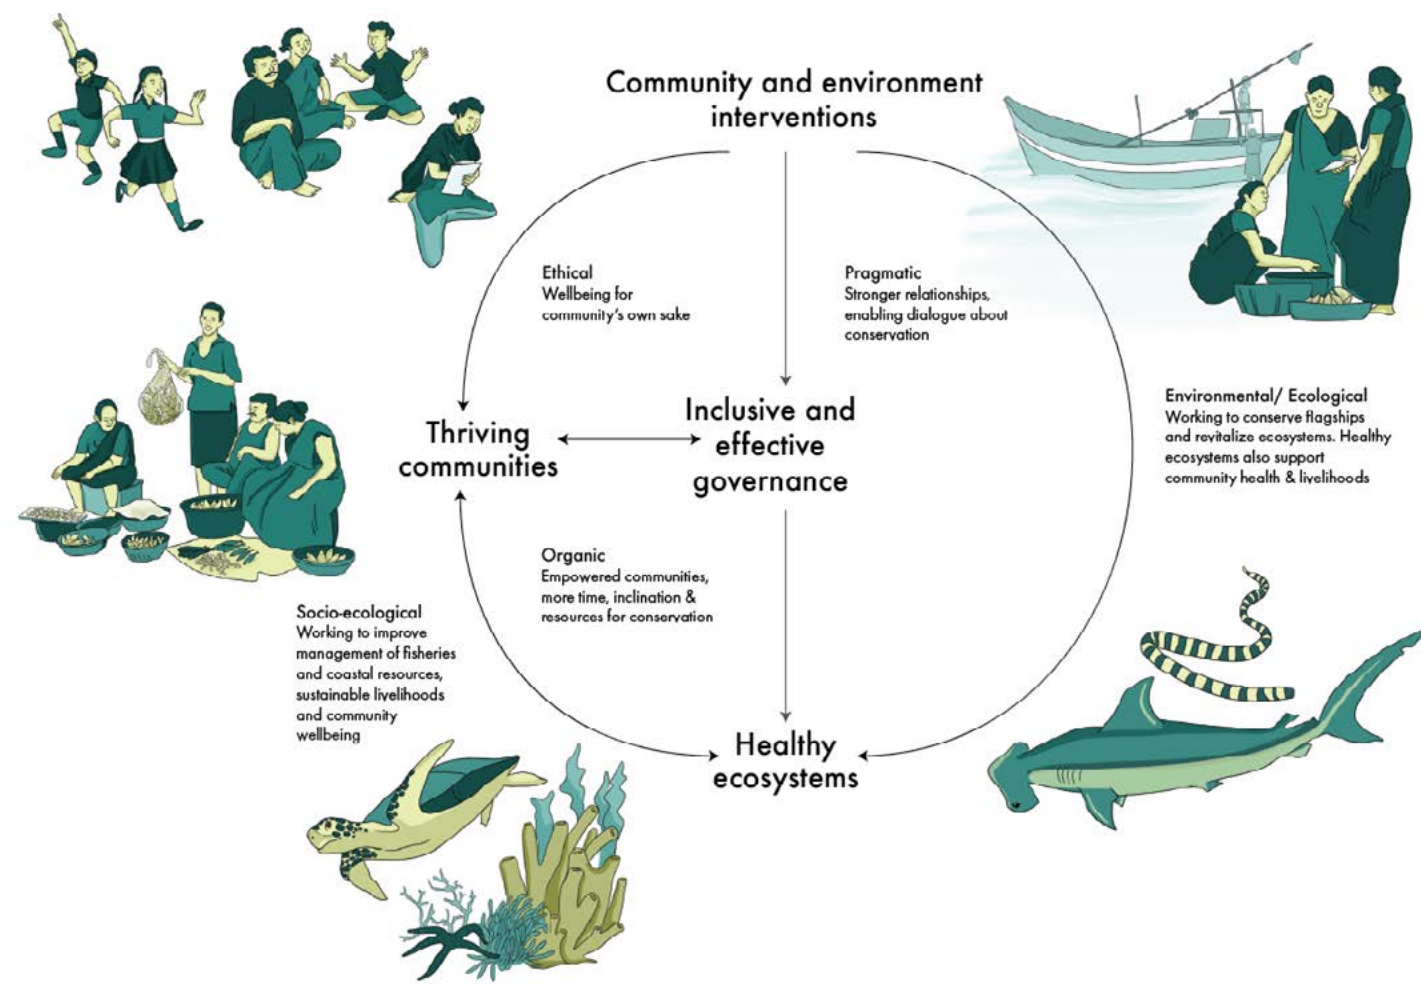 Community and environment
interventions
Ethical
Wellbeing for
community's own sake
Pragmatic
Stronger relationships,
enabling dialogue about
conservation
Environmental/ Ecological
Working to conserve flagships
and revitalize ecosystems. Healthy
ecosystems also support
community health & livelihoods
Thriving
communities
Inclusive and
effective
governance
Organic
Empowered communities,
more time, inclination &
resources for conservation
Socio-ecological
Working to improve
management of fisheries
and coastal resources,
sustainable livelihoods
and community
wellbeing
Healthy
ecosystems